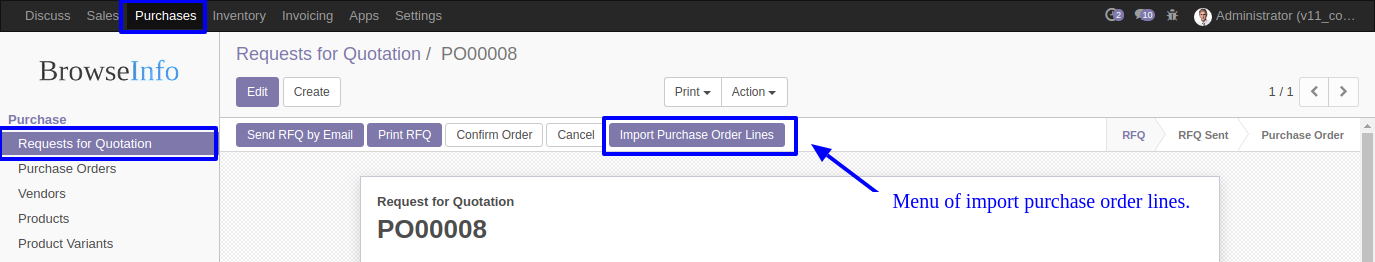 Discuss Sales Purchases Inventory Invoicing Apps Settings 2 10 Administrator (v11_co…
BrowseInfo
Requests for Quotation / PO00008
Edit Create Print Action 1 / 1
Purchase
Send RFQ by Email Print RFQ Confirm Order Cancel Import Purchase Order Lines RFQ RFQ Sent Purchase Order
Requests for Quotation
Purchase Orders
Vendors
Products
Product Variants
Menu of import purchase order lines.
Request for Quotation
PO00008